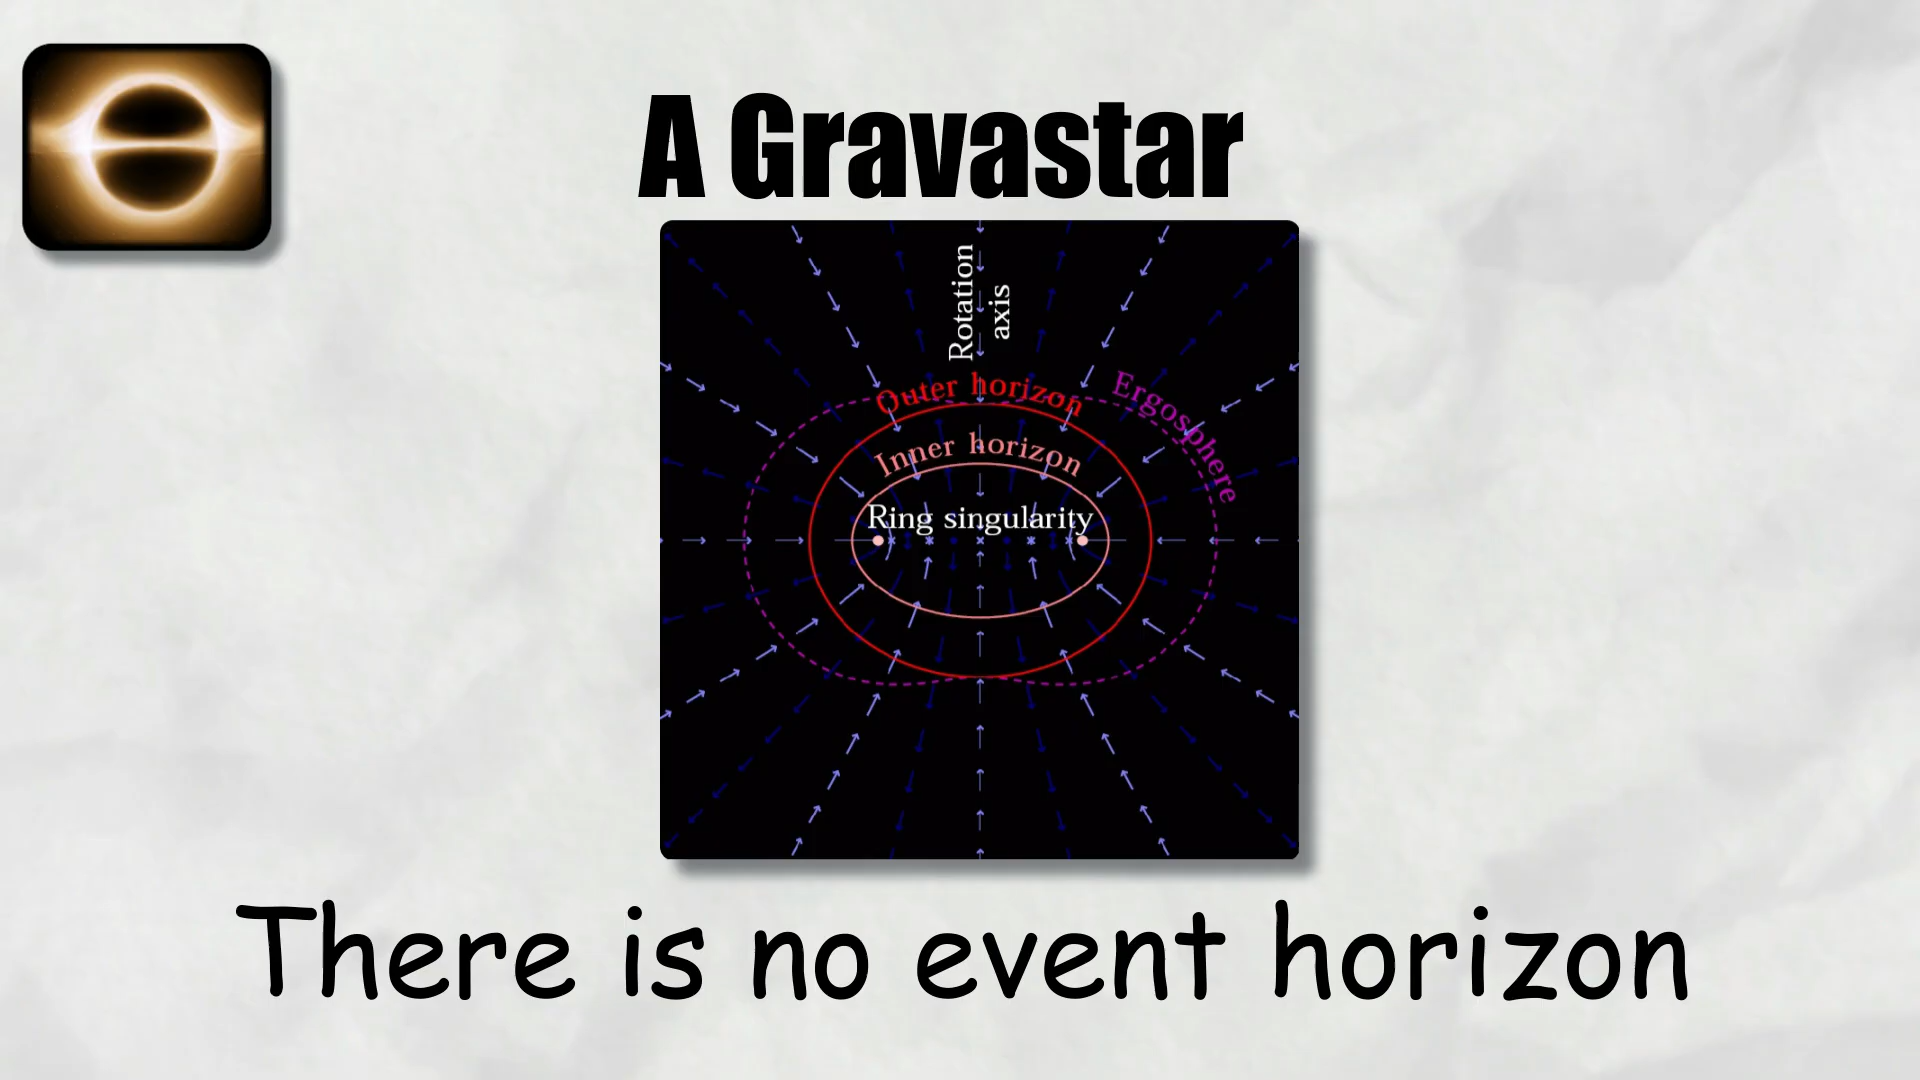 A Gravastar
Rotation
axis
Outer horizon
Ergosphere
Inner horizon
Ring singularity
There is no event horizon